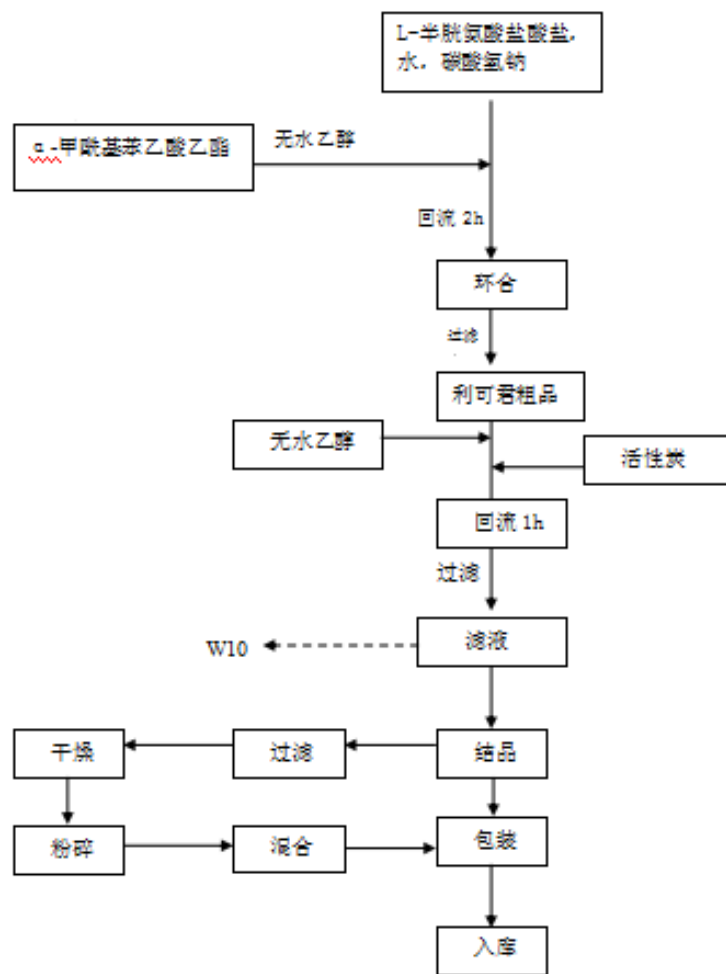 L-半胱氨酸盐酸盐,
水，碳酸氢钠
α-甲酰基苯乙酸乙酯
无水乙醇
回流 2h
环合
过滤
利可君粗品
无水乙醇
活性炭
回流 1h
过滤
滤液
W10
干燥
过滤
结晶
粉碎
混合
包装
入库